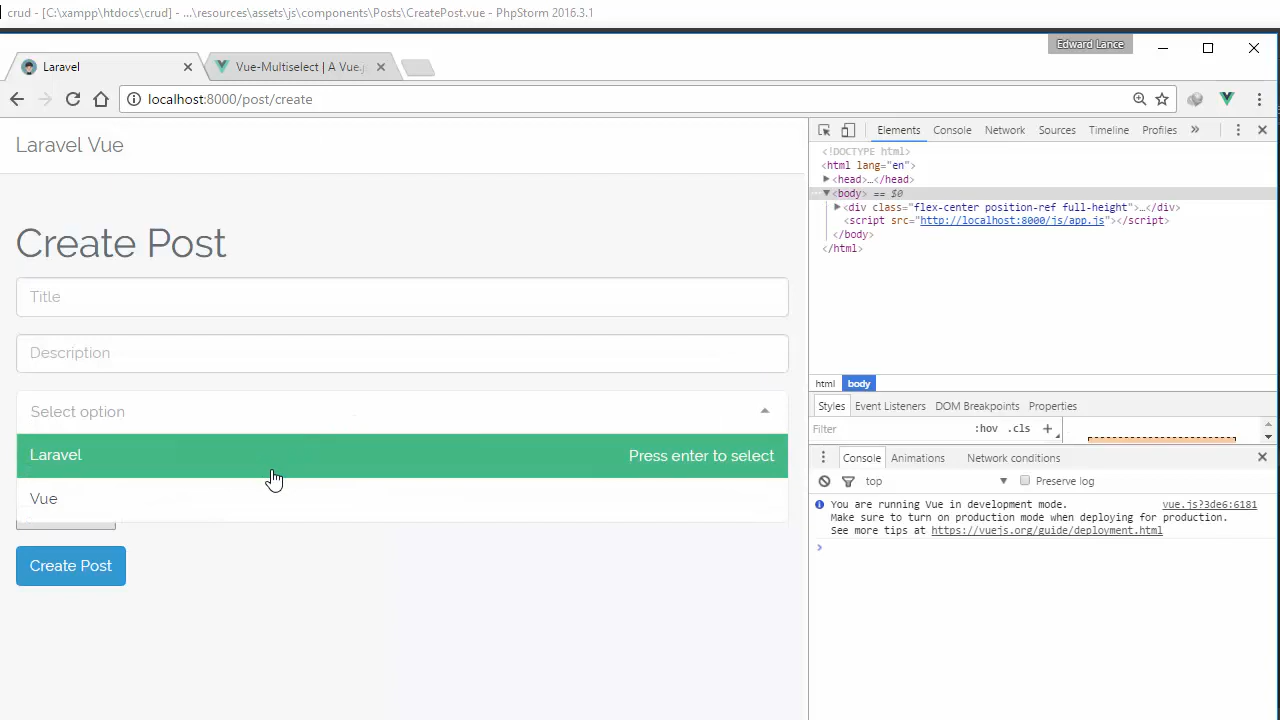 crud - [C:\xampp\htdocs\crud] - ...\resources\assets\js\components\Posts\CreatePost.vue - PhpStorm 2016.3.1
Edward Lance
Laravel
Vue-Multiselect | A Vue.j
localhost:8000/post/create
Laravel Vue
Create Post
Title
Description
Select option
Laravel Press enter to select
Vue
Create Post
Elements Console Network Sources Timeline Profiles »
<!DOCTYPE html>
<html lang="en">
<head>…</head>
<body> == $0
<div class="flex-center position-ref full-height">…</div>
<script src="http://localhost:8000/js/app.js"></script>
</body>
</html>
html body
Styles Event Listeners DOM Breakpoints Properties
Filter :hov .cls +
Console Animations Network conditions
top Preserve log
You are running Vue in development mode. vue.js?3de6:6181
Make sure to turn on production mode when deploying for production.
See more tips at https://vuejs.org/guide/deployment.html